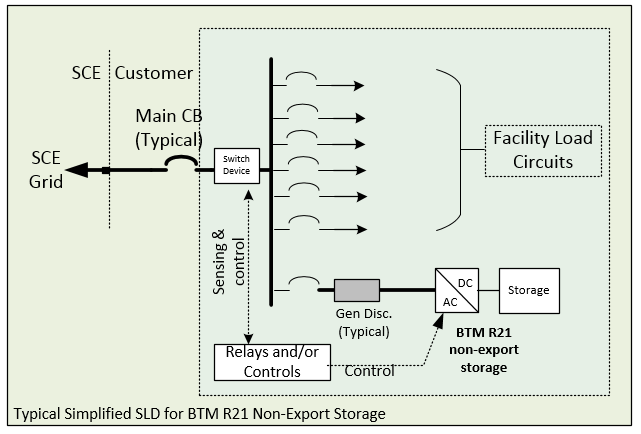 SCE
Customer
Main CB
(Typical)
SCE
Grid
Switch
Device
Facility Load
Circuits
Sensing &
control
Gen Disc.
(Typical)
DC
AC
Storage
BTM R21
non-export
storage
Relays and/or
Controls
Control
Typical Simplified SLD for BTM R21 Non-Export Storage